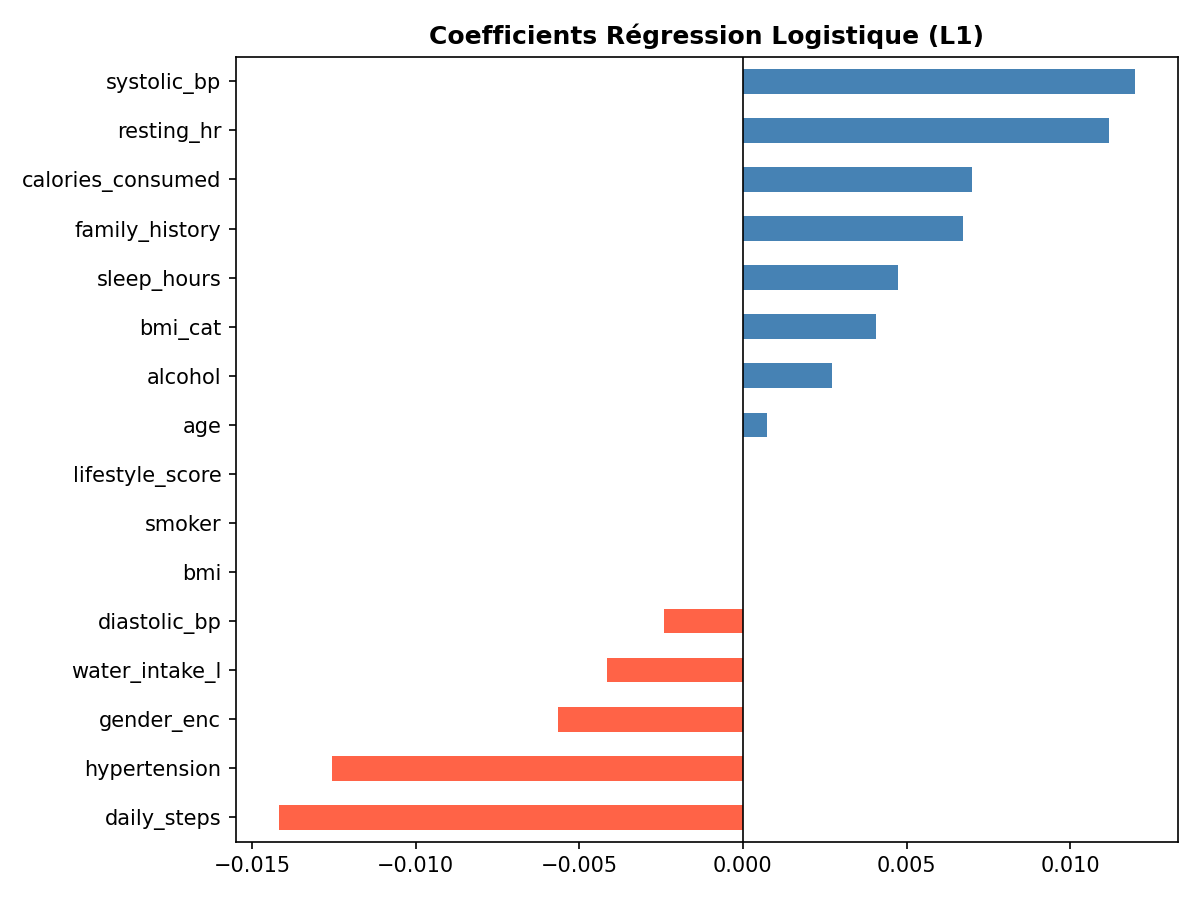 Coefficients Régression Logistique (L1)
systolic_bp
resting_hr
calories_consumed
family_history
sleep_hours
bmi_cat
alcohol
age
lifestyle_score
smoker
bmi
diastolic_bp
water_intake_l
gender_enc
hypertension
daily_steps
−0.015 −0.010 −0.005 0.000 0.005 0.010